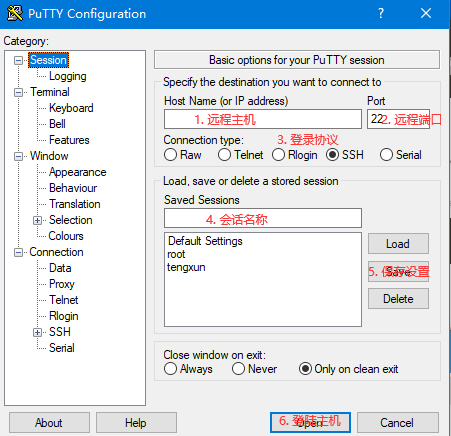 PuTTY Configuration
Category:
Session
Logging
Terminal
Keyboard
Bell
Features
Window
Appearance
Behaviour
Translation
Selection
Colours
Connection
Data
Proxy
Telnet
Rlogin
SSH
Serial
Basic options for your PuTTY session
Specify the destination you want to connect to
Host Name (or IP address) Port
1. 远程主机 22 2. 远程端口
Connection type: 3. 登录协议
Raw Telnet Rlogin SSH Serial
Load, save or delete a stored session
Saved Sessions
4. 会话名称
Default Settings Load
root
tengxun
Save 5. 保存设置
Delete
Close window on exit:
Always Never Only on clean exit
About Help Open 6. 登陆主机 Cancel